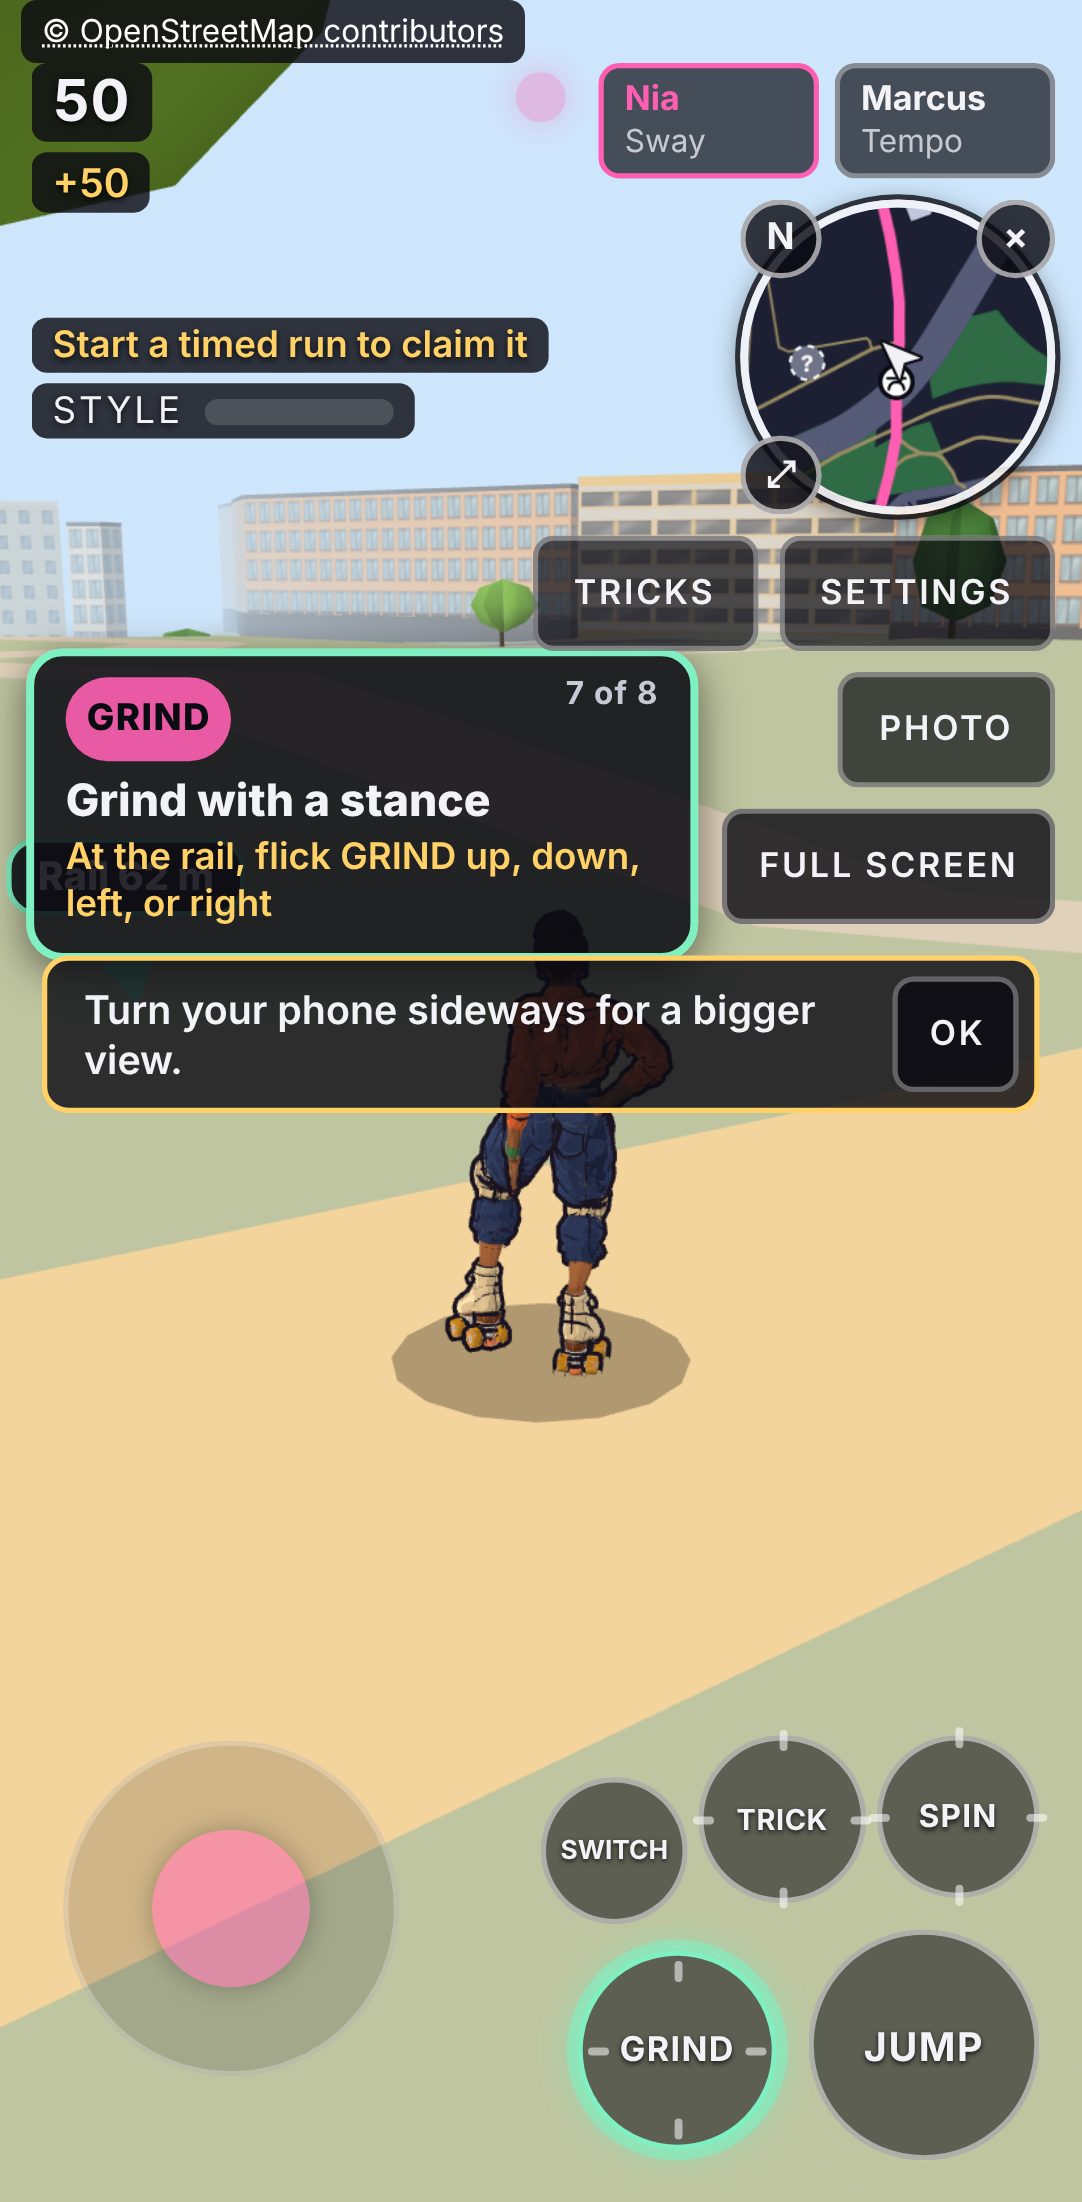 © OpenStreetMap contributors
50
+50
Nia
Sway
Marcus
Tempo
N
×
?
Start a timed run to claim it
STYLE
TRICKS
SETTINGS
GRIND
7 of 8
PHOTO
Grind with a stance
At the rail, flick GRIND up, down,
left, or right
Rail 62 m
FULL SCREEN
Turn your phone sideways for a bigger
view.
OK
SWITCH
TRICK
SPIN
GRIND
JUMP